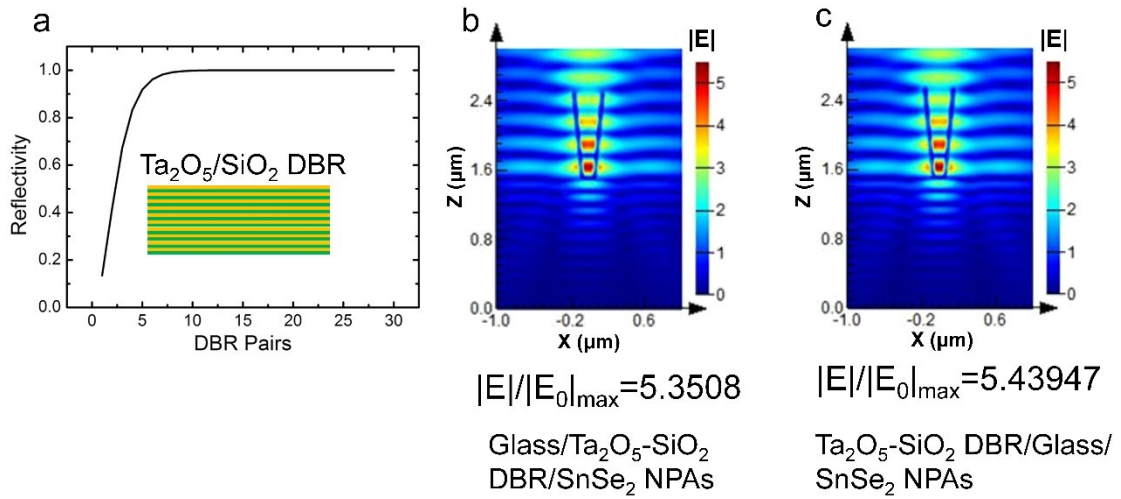 a
1.0
0.8
0.6
0.4
0.2
0.0
Reflectivity
Ta₂O₅/SiO₂ DBR
0 5 10 15 20 25 30
DBR Pairs
b
|E|
2.4
1.6
0.8
0.0
Z (μm)
5
4
3
2
1
0
-1.0 -0.2 0.6
X (μm)
|E|/|E₀|max=5.3508
Glass/Ta₂O₅-SiO₂
DBR/SnSe₂ NPAs
c
|E|
2.4
1.6
0.8
0.0
Z (μm)
5
4
3
2
1
0
-1.0 -0.2 0.6
X (μm)
|E|/|E₀|max=5.43947
Ta₂O₅-SiO₂ DBR/Glass/
SnSe₂ NPAs